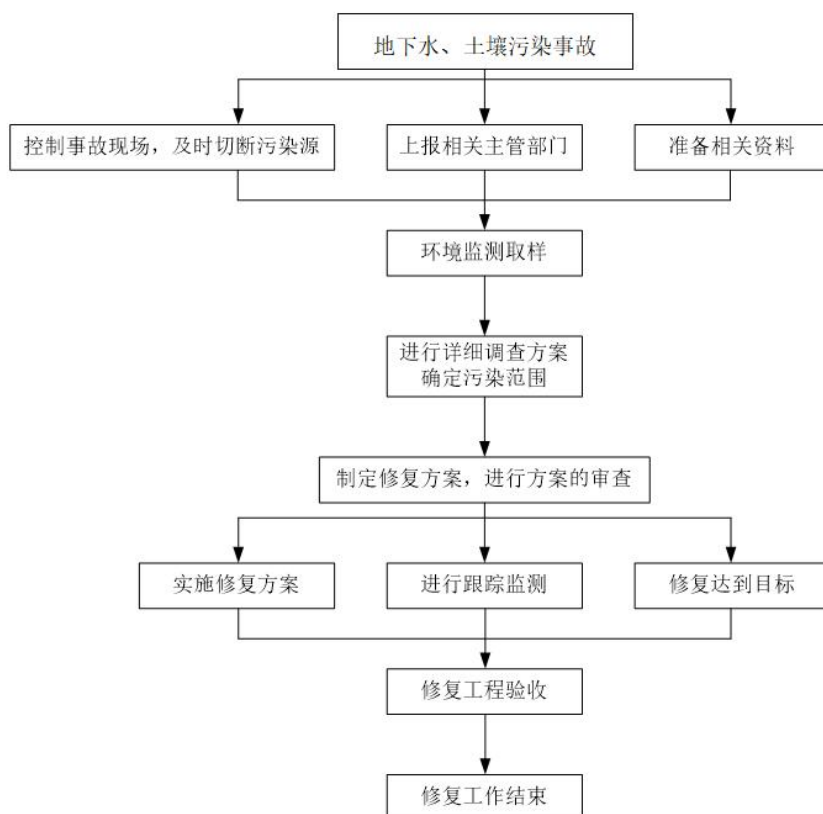 地下水、土壤污染事故
控制事故现场，及时切断污染源
上报相关主管部门
准备相关资料
环境监测取样
进行详细调查方案
确定污染范围
制定修复方案，进行方案的审查
实施修复方案
进行跟踪监测
修复达到目标
修复工程验收
修复工作结束